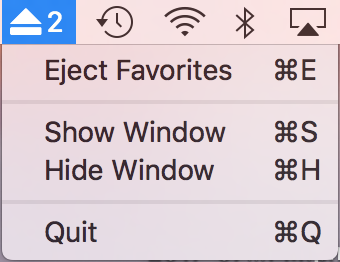 2
Eject Favorites ⌘E
Show Window ⌘S
Hide Window ⌘H
Quit ⌘Q